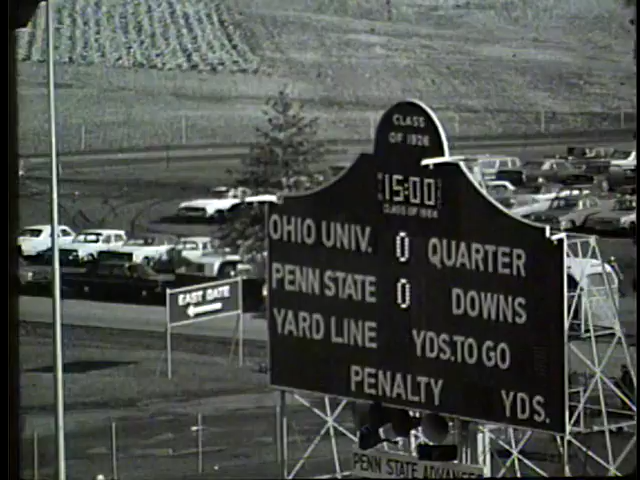 CLASS
OF 1926
15:00
CLASS OF 1964
OHIO UNIV. 0 QUARTER
PENN STATE 0 DOWNS
YARD LINE YDS. TO GO
PENALTY YDS.
EAST GATE
PENN STATE ADVANCES